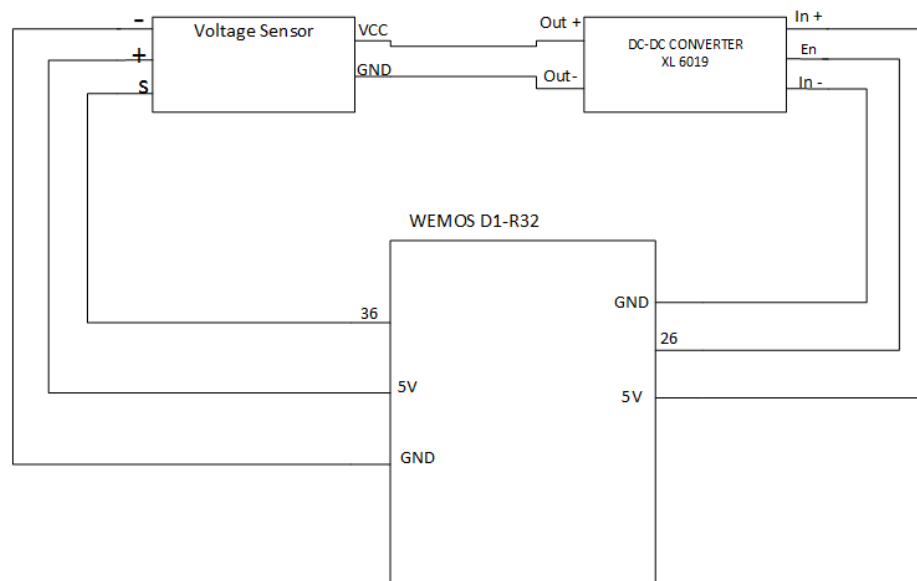 -
+
S
Voltage Sensor
VCC
GND
Out +
Out-
DC-DC CONVERTER
XL 6019
In +
En
In -
WEMOS D1-R32
36
5V
GND
GND
26
5V